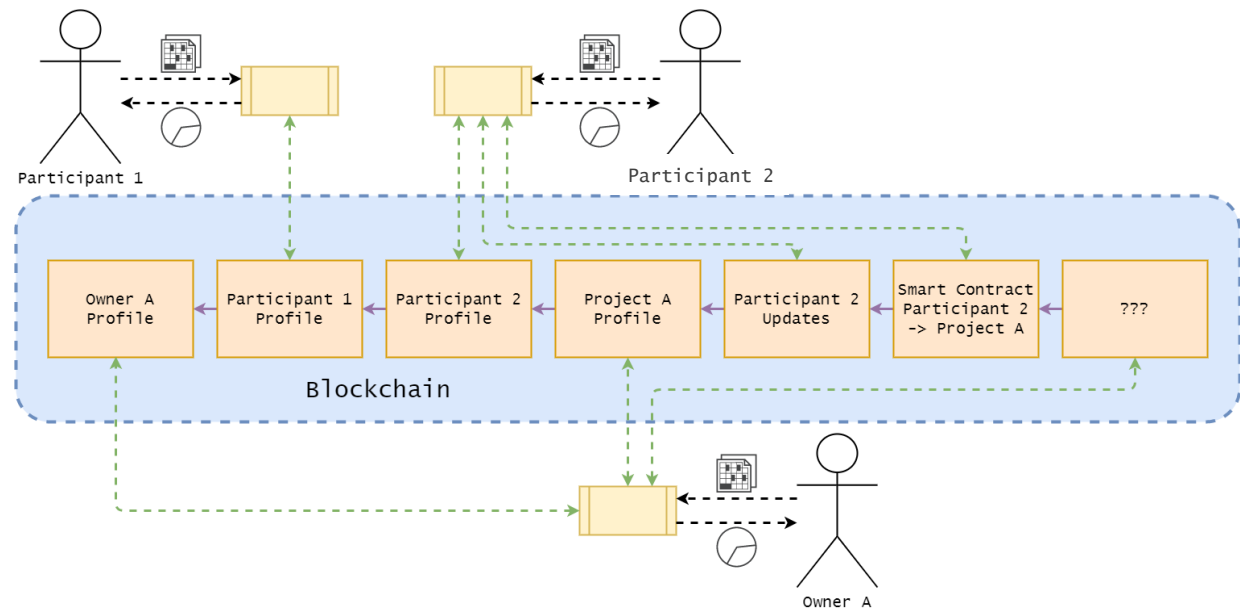 Participant 1
Participant 2
Owner A
Profile
Participant 1
Profile
Participant 2
Profile
Project A
Profile
Participant 2
Updates
Smart Contract
Participant 2
-> Project A
???
Blockchain
Owner A